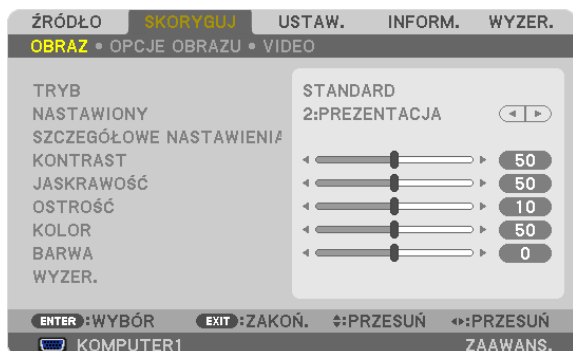 ŹRÓDŁO SKORYGUJ USTAW. INFORM. WYZER.
OBRAZ • OPCJE OBRAZU • VIDEO
TRYB STANDARD
NASTAWIONY 2:PREZENTACJA
SZCZEGÓŁOWE NASTAWIENIA
KONTRAST 50
JASKRAWOŚĆ 50
OSTROŚĆ 10
KOLOR 50
BARWA 0
WYZER.
ENTER :WYBÓR EXIT :ZAKOŃ. :PRZESUŃ :PRZESUŃ
KOMPUTER1 ZAAWANS.